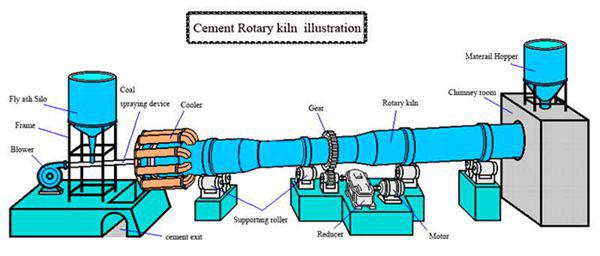 Cement Rotary kiln illustration
Materail Hopper
Coal
spraying device
Cooler
Chimney room
Fly ash Silo
Gear
Rotary kiln
Frame
Blower
Supporting roller
cement exit
Reducer
Motor